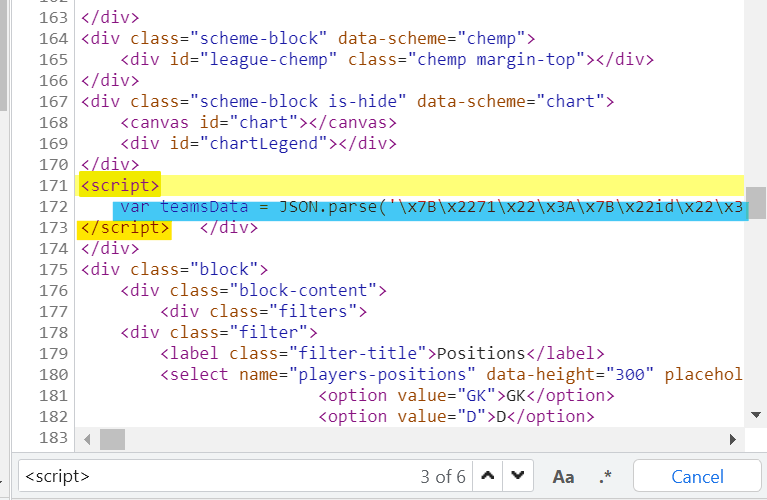 163 </div>
164 <div class="scheme-block" data-scheme="chemp">
165 <div id="league-chemp" class="chemp margin-top"></div>
166 </div>
167 <div class="scheme-block is-hide" data-scheme="chart">
168 <canvas id="chart"></canvas>
169 <div id="chartLegend"></div>
170 </div>
171 <script>
172 var teamsData = JSON.parse('\x7B\x2271\x22\x3A\x7B\x22id\x22\x3
173 </script> </div>
174 </div>
175 <div class="block">
176 <div class="block-content">
177 <div class="filters">
178 <div class="filter">
179 <label class="filter-title">Positions</label>
180 <select name="players-positions" data-height="300" placehol
181 <option value="GK">GK</option>
182 <option value="D">D</option>
183
<script> 3 of 6 Aa .* Cancel